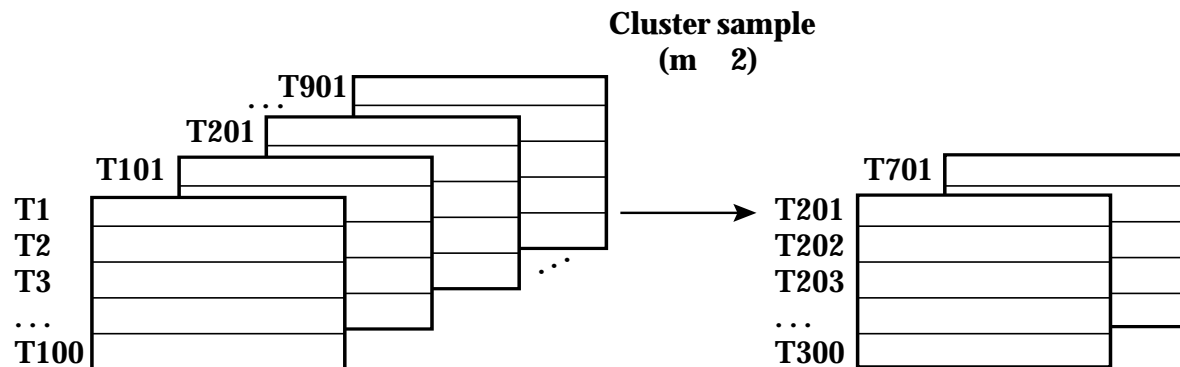 Cluster sample
(m 2)
T901
. . .
T201
T101
T1
T2
T3
. . .
T100
. . .
T701
T201
T202
T203
. . .
T300